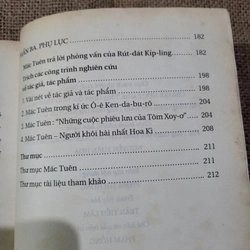 PHẦN BA. PHỤ LỤC 182
Mác Tuên trả lời phỏng vấn của Rút-dát Kip-ling. 182
Trích các công trình nghiên cứu
về tác giả, tác phẩm 198
1. Vài nét về tác giả và tác phẩm 198
2. Mác Tuên trong kí ức Ô-ê Ken-da-bu-rô 198
3. Mác Tuên : "Những cuộc phiêu lưu của Tôm Xoy-ơ" 204
4. Mác Tuên – Người khôi hài nhất Hoa Kì 208
Thư mục 211
Thư mục Mác Tuên 211
Thư mục tài liệu tham khảo 212